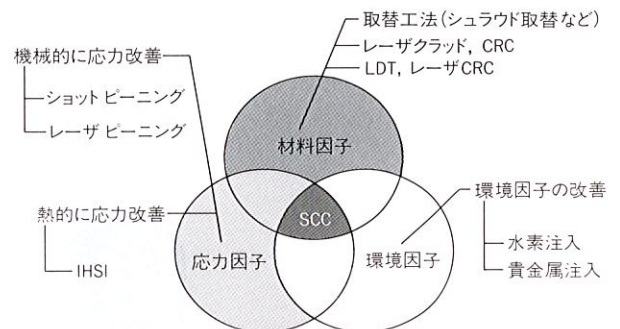 取替工法(シュラウド取替など)
レーザクラッド, CRC
LDT, レーザCRC
機械的に応力改善
ショットピーニング
レーザピーニング
材料因子
熱的に応力改善
IHSI
応力因子
SCC
環境因子
環境因子の改善
水素注入
貴金属注入